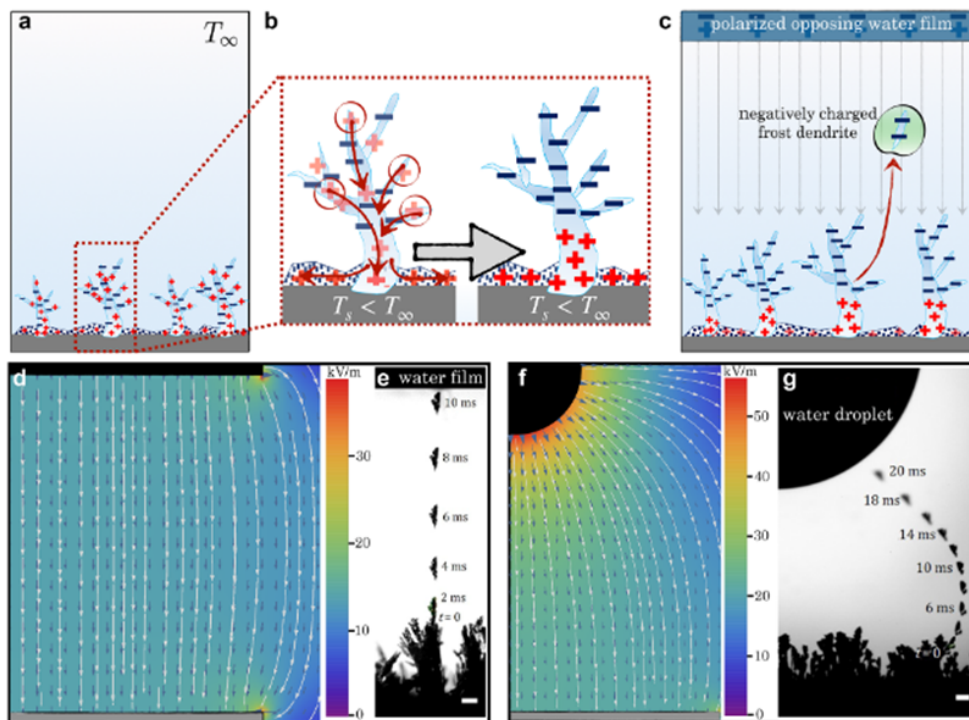 a
T∞
b
Ts < T∞
Ts < T∞
c
polarized opposing water film
negatively charged
frost dendrite
d
kV/m
30
20
10
0
e
water film
10 ms
8 ms
6 ms
4 ms
2 ms
t=0
f
kV/m
50
40
30
20
10
0
g
water droplet
20 ms
18 ms
14 ms
10 ms
6 ms
t=0